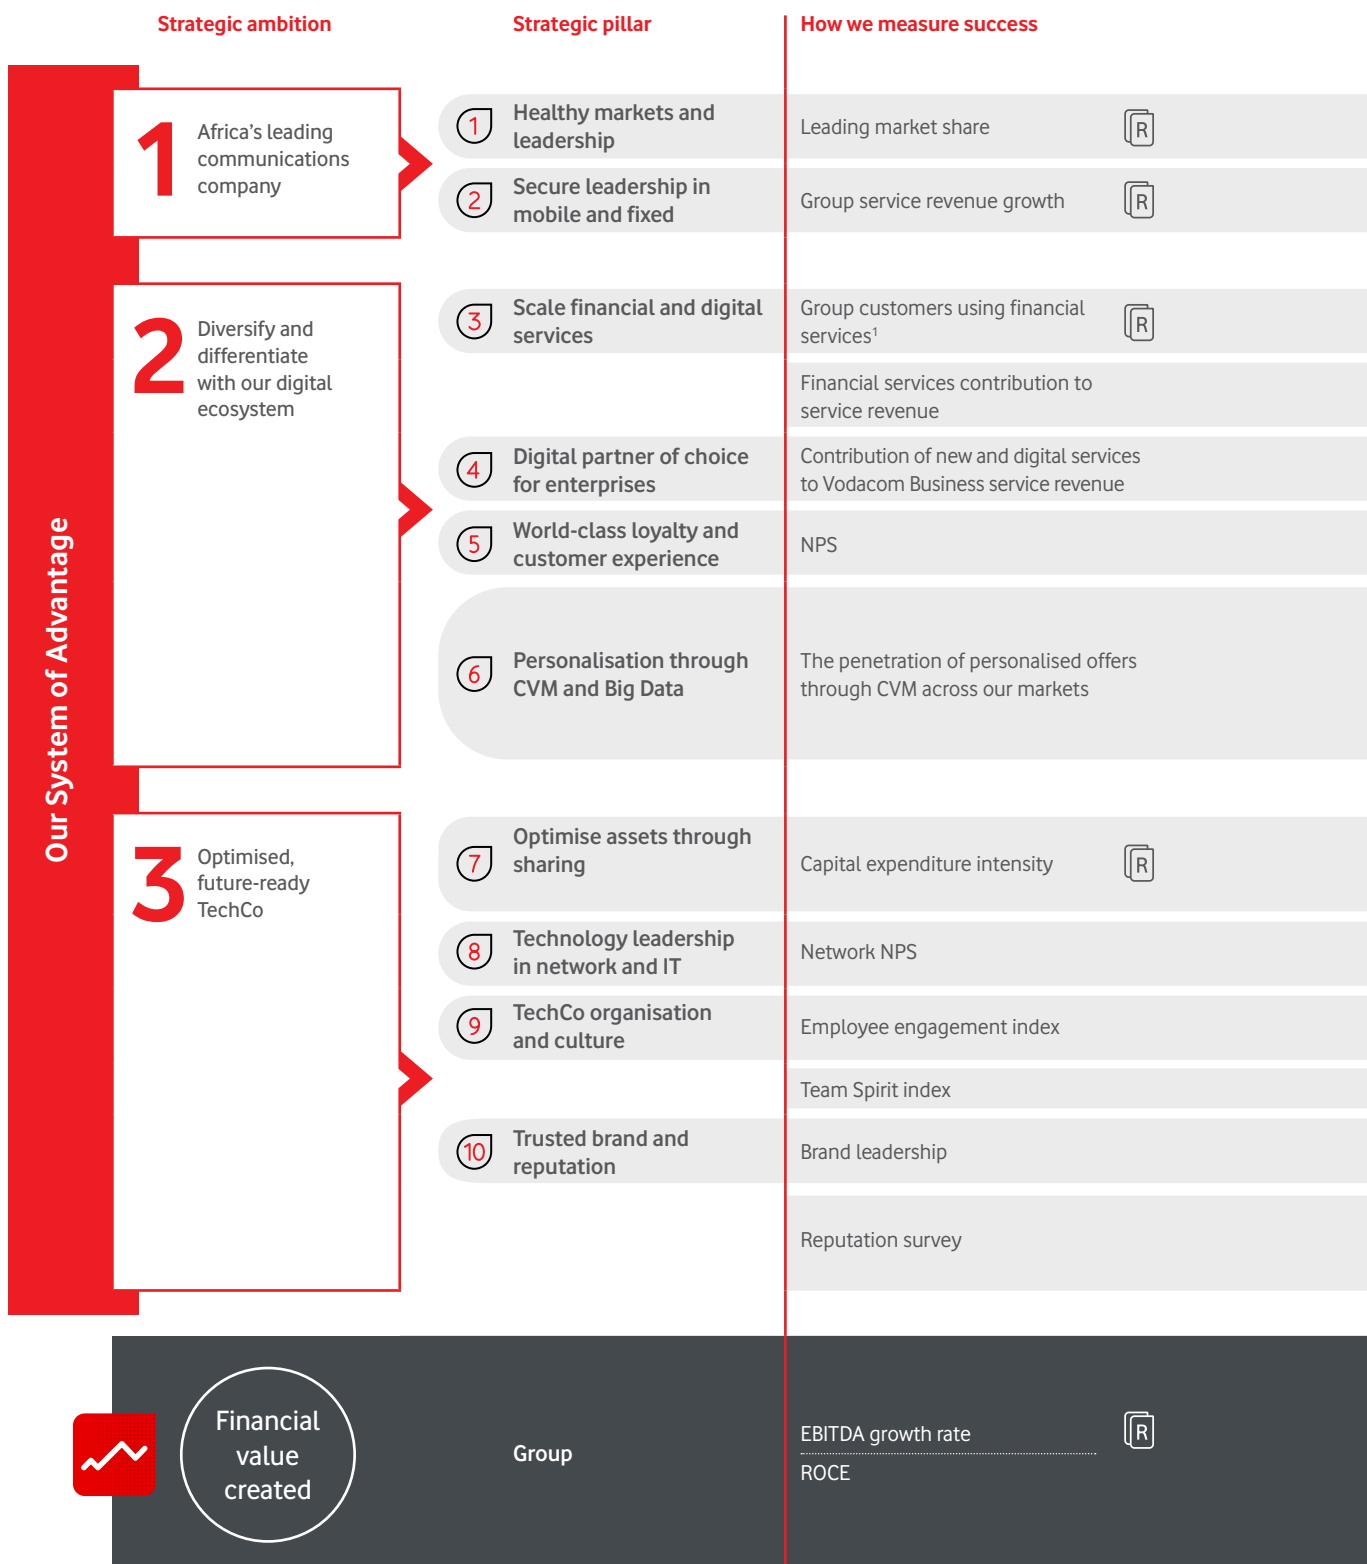 Strategic ambition
Strategic pillar
How we measure success
Our System of Advantage
1
Africa's leading
communications
company
1
Healthy markets and
leadership
Leading market share
R
2
Secure leadership in
mobile and fixed
Group service revenue growth
R
2
Diversify and
differentiate
with our digital
ecosystem
3
Scale financial and digital
services
Group customers using financial
services¹
R
Financial services contribution to
service revenue
4
Digital partner of choice
for enterprises
Contribution of new and digital services
to Vodacom Business service revenue
5
World-class loyalty and
customer experience
NPS
6
Personalisation through
CVM and Big Data
The penetration of personalised offers
through CVM across our markets
3
Optimised,
future-ready
TechCo
7
Optimise assets through
sharing
Capital expenditure intensity
R
8
Technology leadership
in network and IT
Network NPS
9
TechCo organisation
and culture
Employee engagement index
Team Spirit index
10
Trusted brand and
reputation
Brand leadership
Reputation survey
Financial
value
created
Group
EBITDA growth rate
R
ROCE